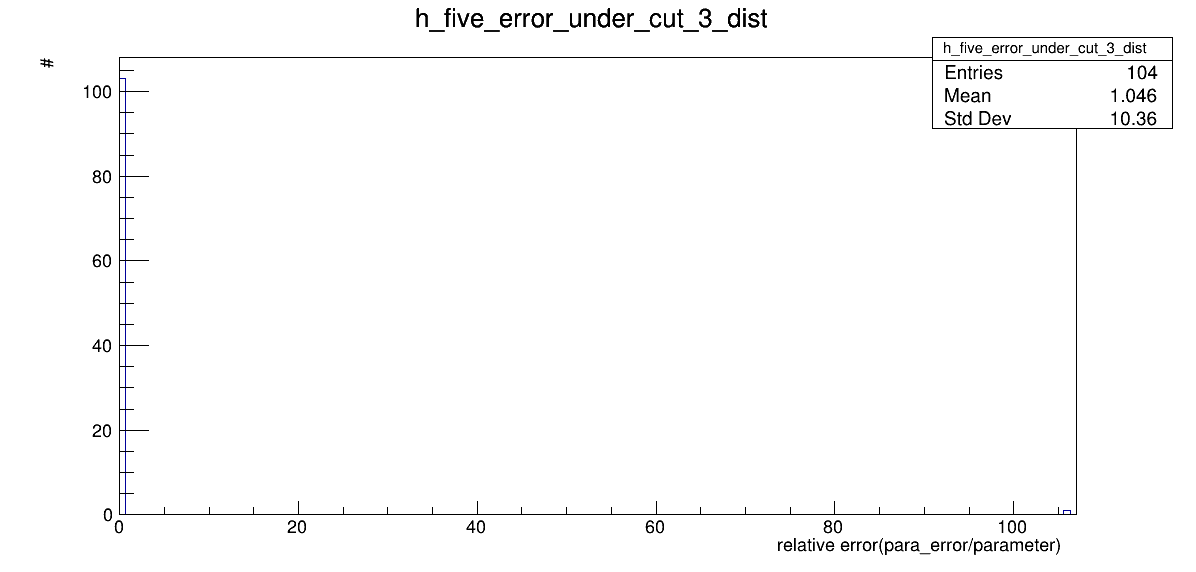 h_five_error_under_cut_3_dist
h_five_error_under_cut_3_dist
Entries 104
Mean 1.046
Std Dev 10.36
#
100
80
60
40
20
0
0 20 40 60 80 100
relative error(para_error/parameter)